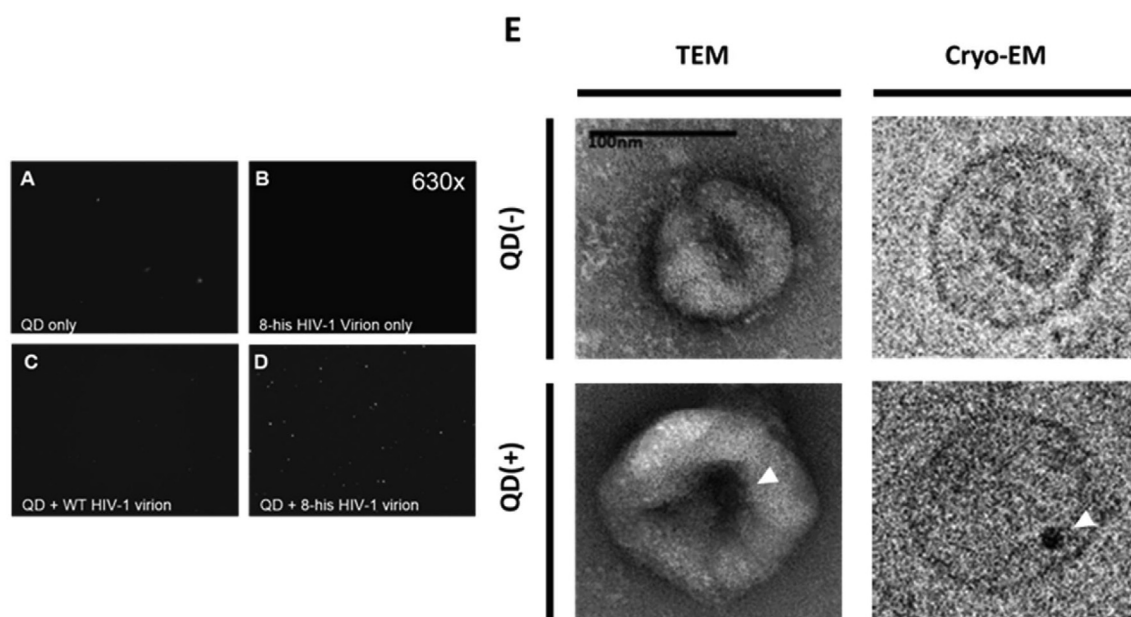 E
TEM
Cryo-EM
A
B
630x
QD only
8-his HIV-1 Virion only
C
D
QD + WT HIV-1 virion
QD + 8-his HIV-1 virion
QD(-)
100nm
QD(+)